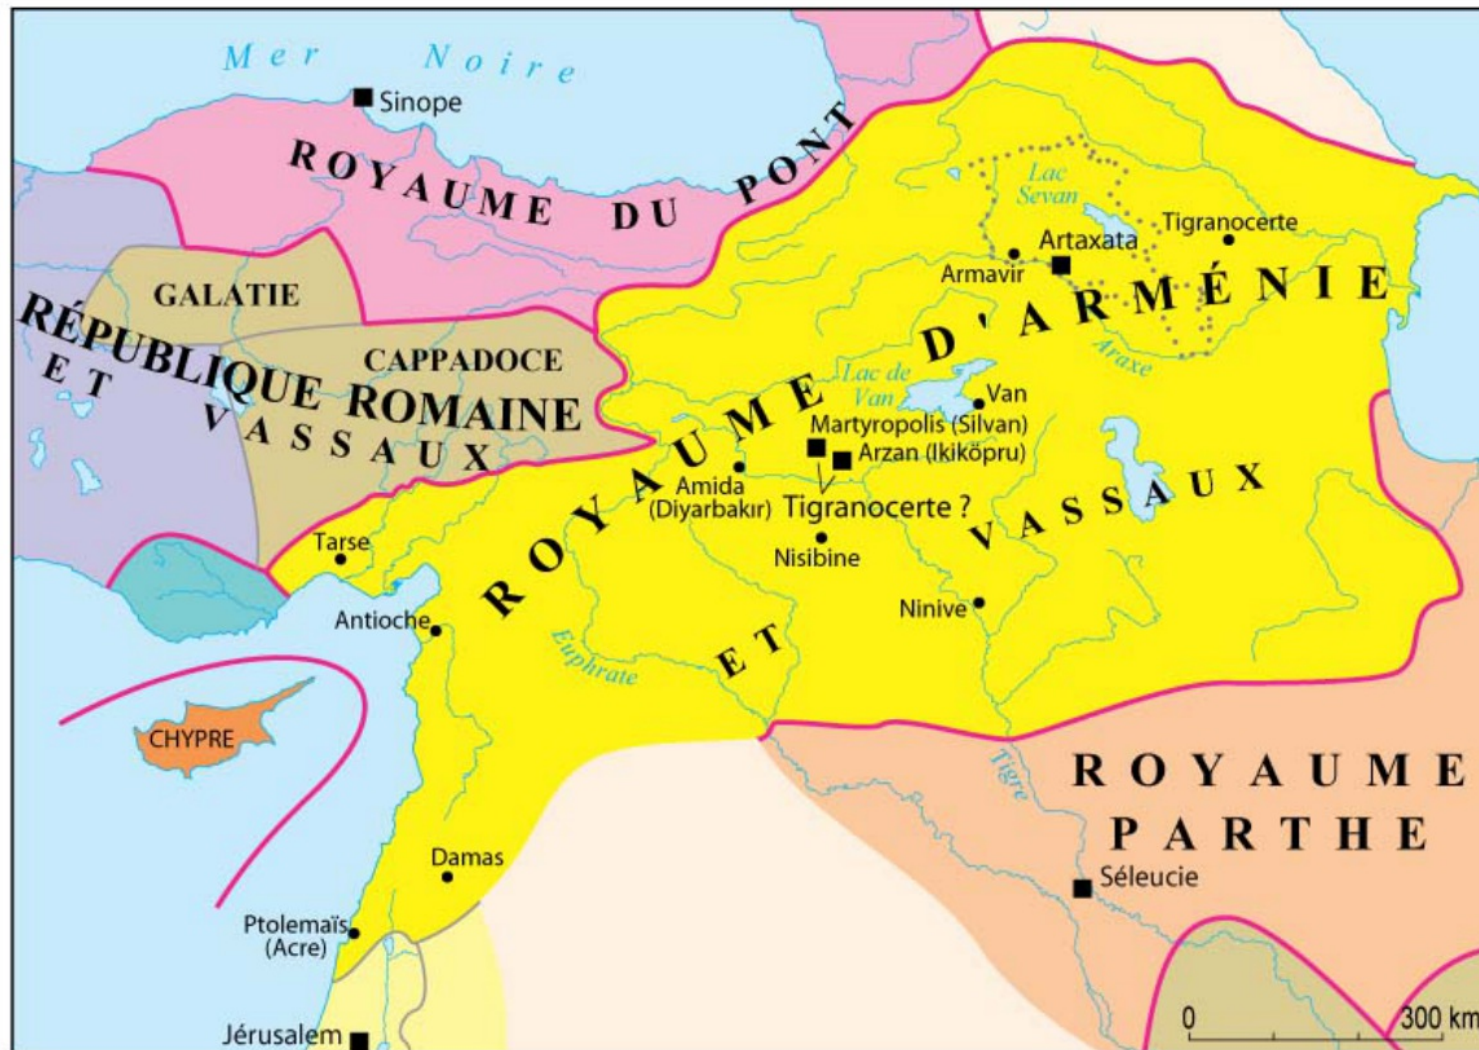 Mer Noire
Sinope
ROYAUME DU PONT
Lac
Sevan
Tigranocerte
Artaxata
Armavir
GALATIE
RÉPUBLIQUE ROMAINE
ET VASSAUX
CAPPADOCE
ROYAUME D'ARMÉNIE
ET VASSAUX
Araxe
Lac de
Van
Van
Martyropolis (Silvan)
Arzan (Ikiköpru)
Amida
(Diyarbakır)
Tigranocerte ?
Nisibine
Tarse
Antioche
Ninive
Euphrate
CHYPRE
Tigre
ROYAUME
PARTHE
Damas
Séleucie
Ptolemaïs
(Acre)
Jérusalem
0 300 km